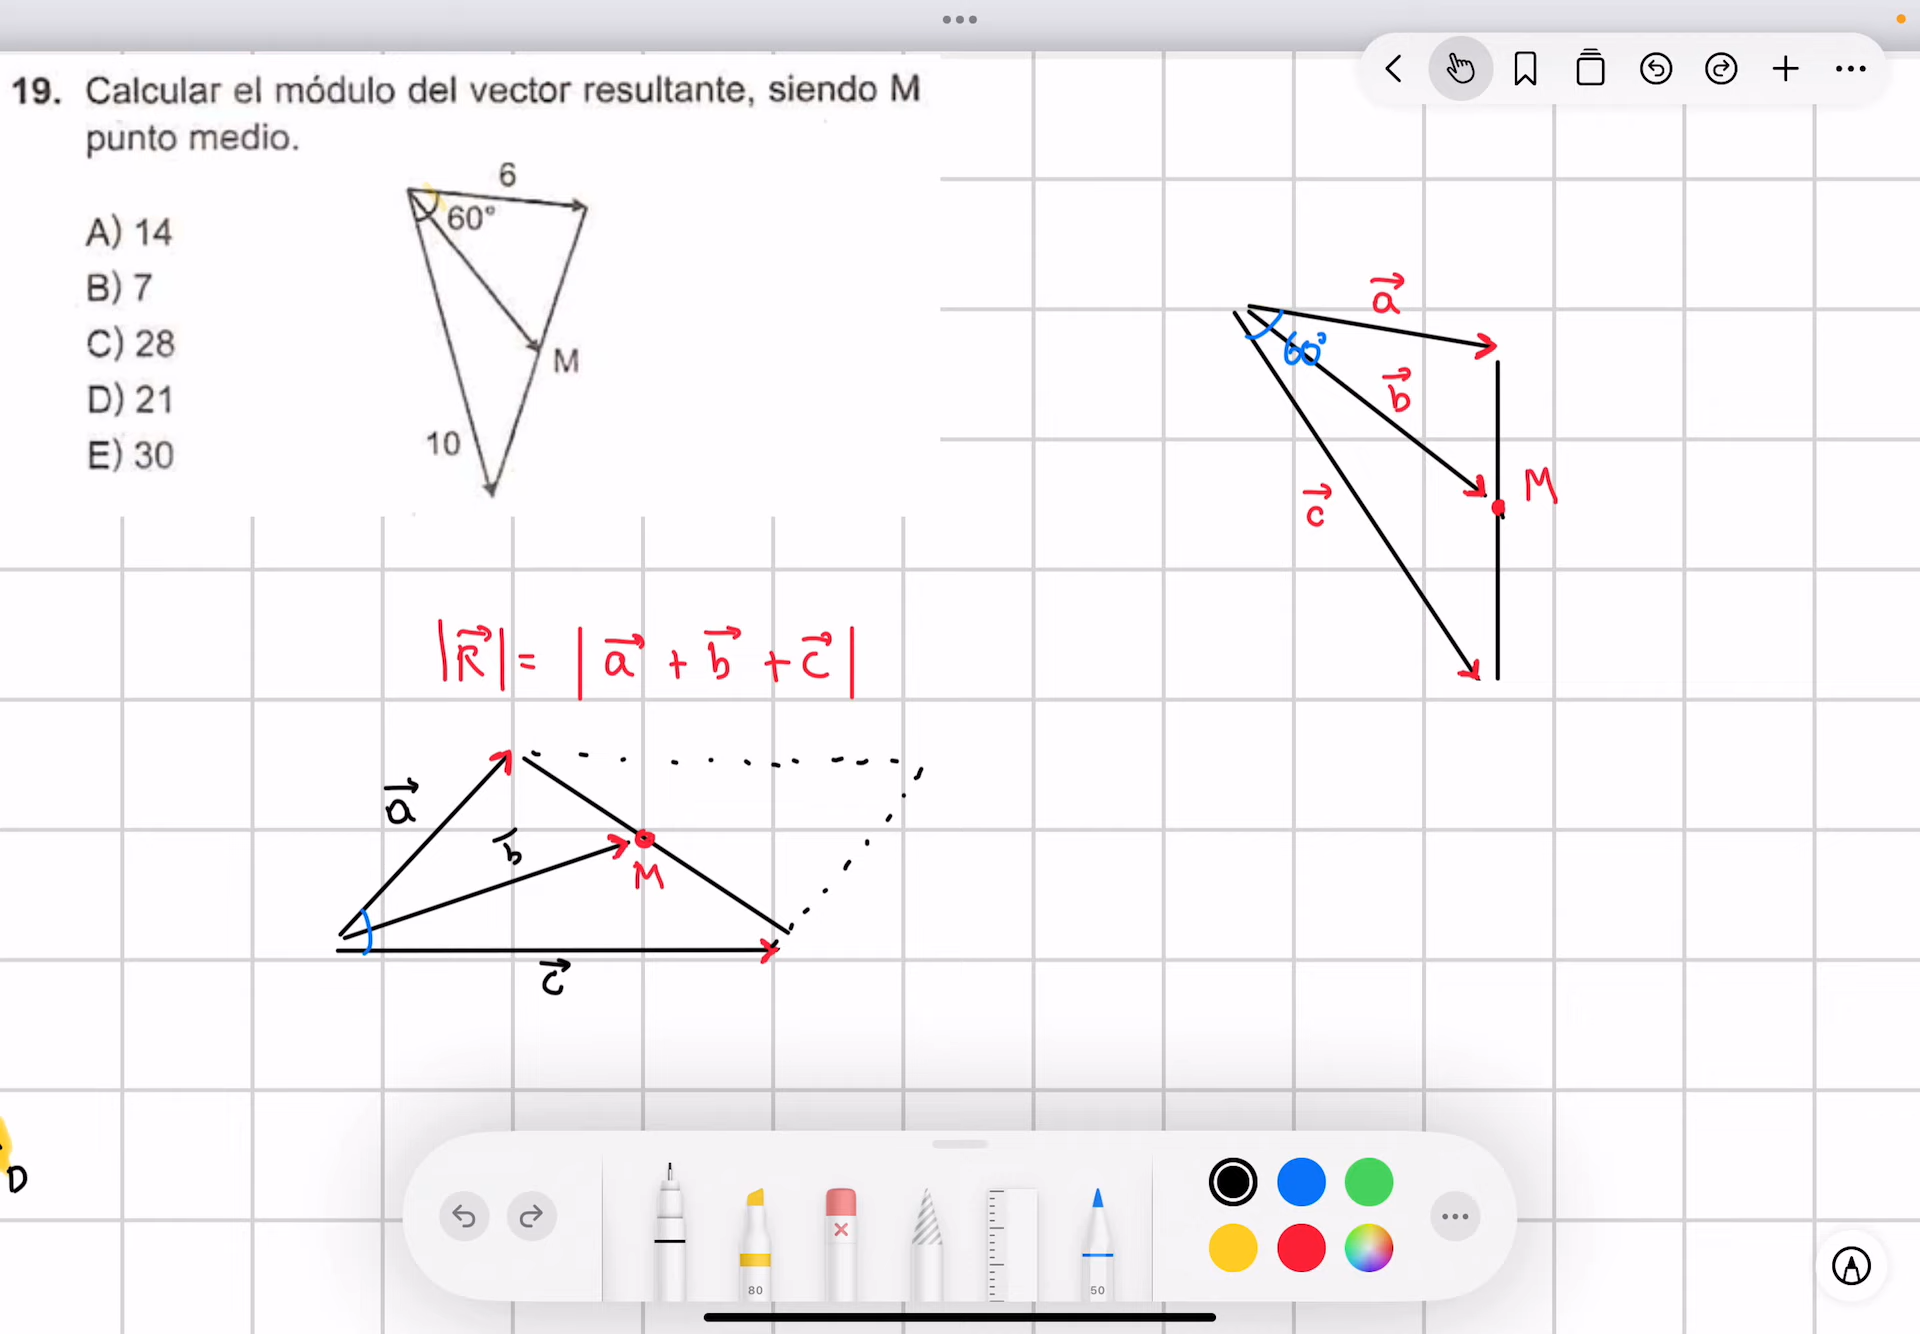 19. Calcular el módulo del vector resultante, siendo M
punto medio.
A) 14
B) 7
C) 28
D) 21
E) 30
6
60°
M
10
a⃗
60°
b⃗
c⃗
M
|R⃗| = | a⃗ + b⃗ + c⃗ |
a⃗
b⃗
M
c⃗
D
80
50